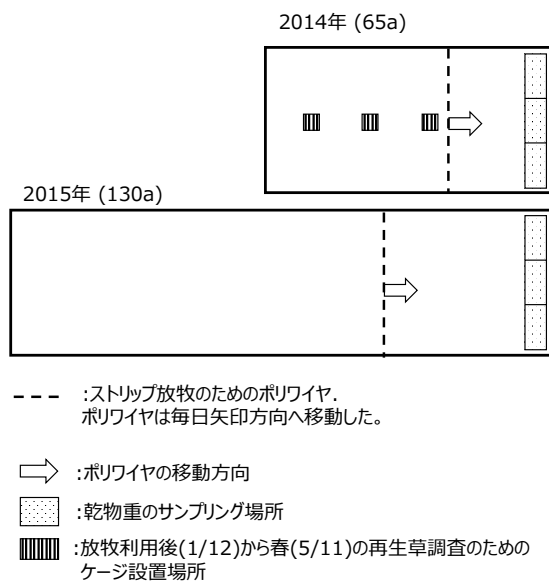 2014年 (65a)
2015年 (130a)
:ストリップ放牧のためのポリワイヤ.
ポリワイヤは毎日矢印方向へ移動した。
:ポリワイヤの移動方向
:乾物重のサンプリング場所
:放牧利用後(1/12)から春(5/11)の再生草調査のための
ケージ設置場所